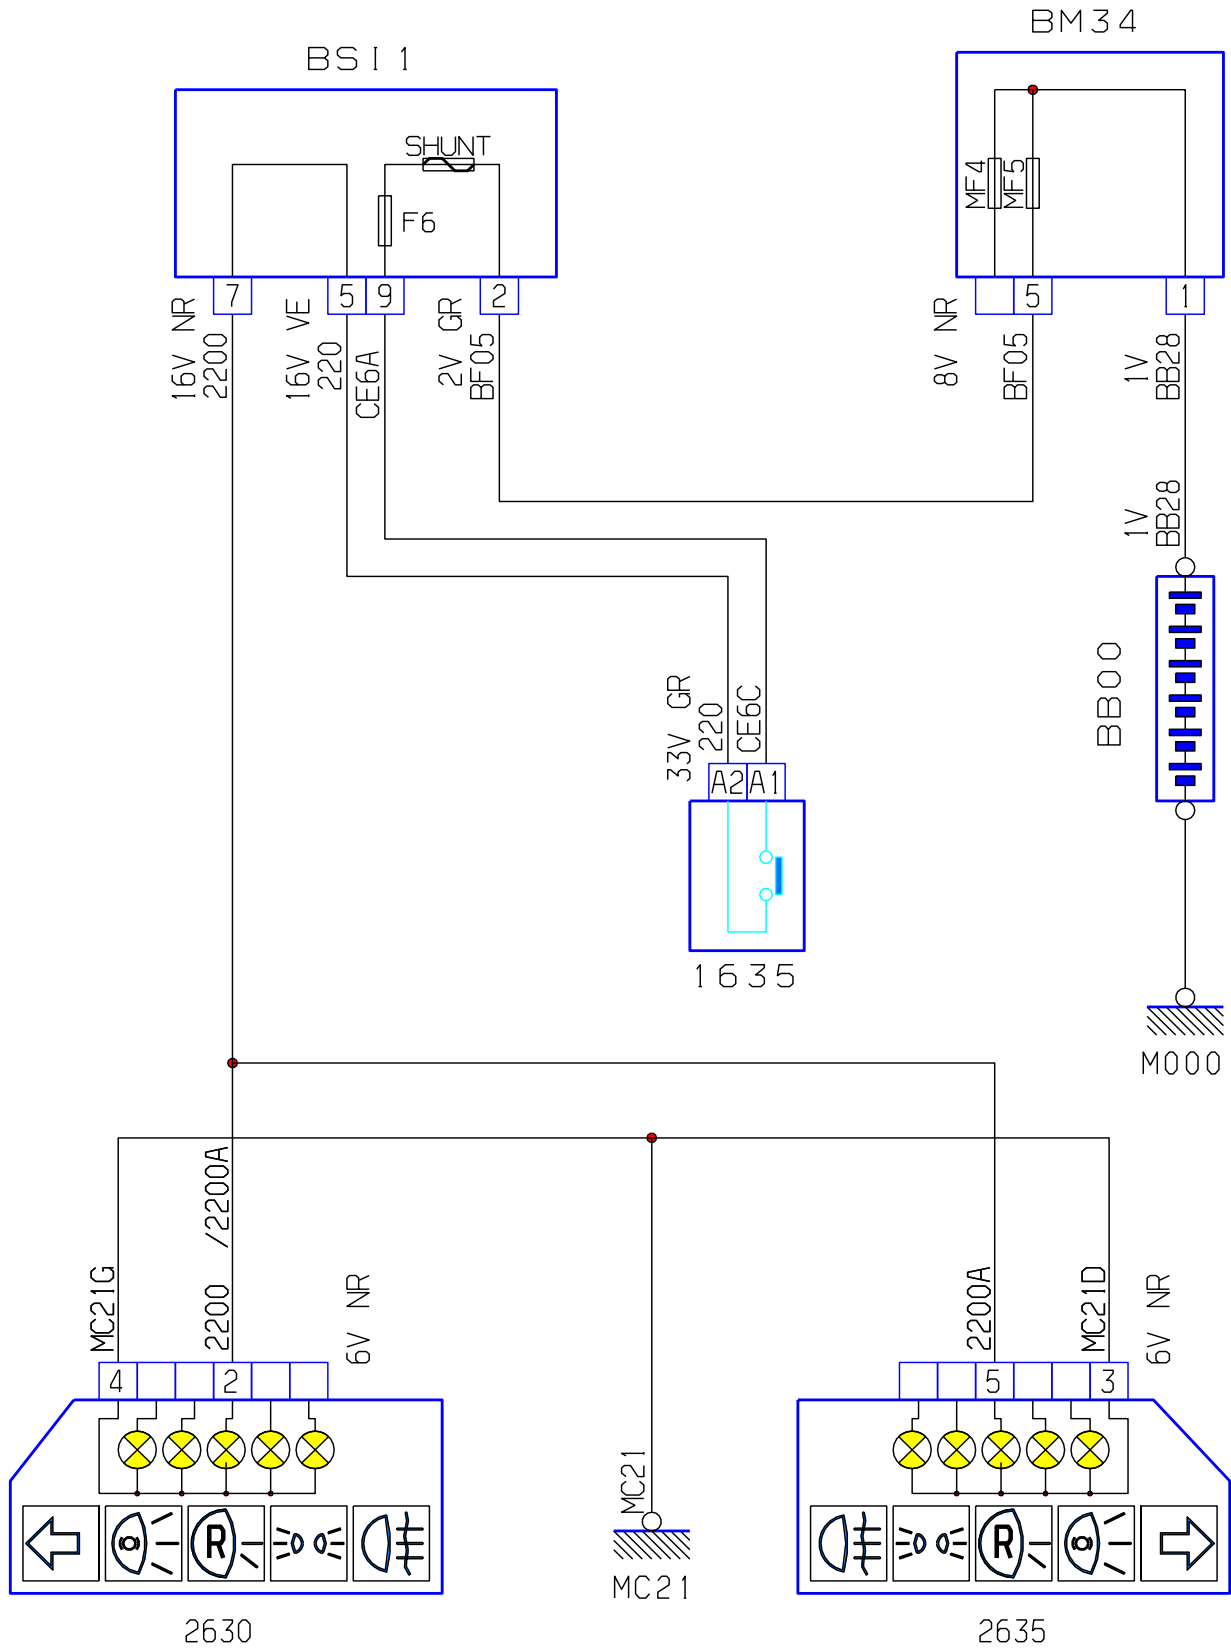 BM34
BSI 1
SHUNT
F6
MF4
MF5
7
5
9
2
5
1
16V NR
2200
16V VE
220
CE6A
2V GR
BF05
8V NR
BF05
1V
BB28
1V
BB28
BB00
33V GR
220
CE6C
A2
A1
1635
M000
MC21G
2200 /2200A
6V NR
2200A
MC21D
6V NR
4
2
5
3
MC21
R
R
MC21
2630
2635